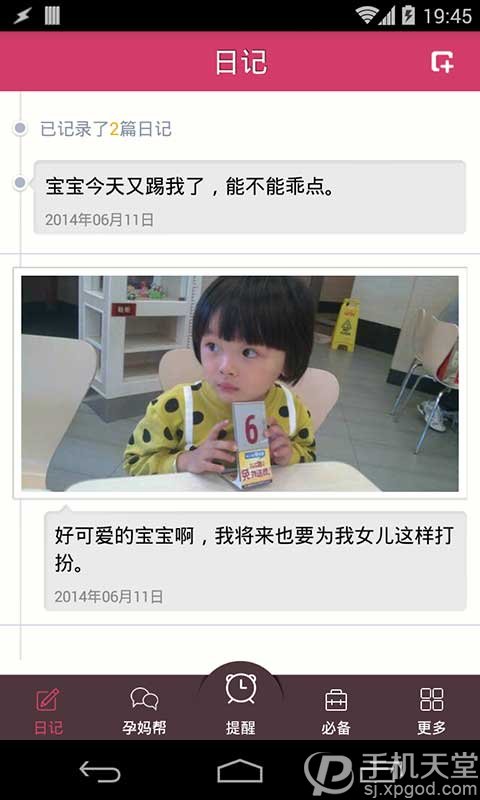 19:45
日记
已记录了2篇日记
宝宝今天又踢我了，能不能乖点。
2014年06月11日
6
好可爱的宝宝啊，我将来也要为我女儿这样打
扮。
2014年06月11日
日记
孕妈帮
提醒
必备
更多
手机天堂
sj.xpgod.com